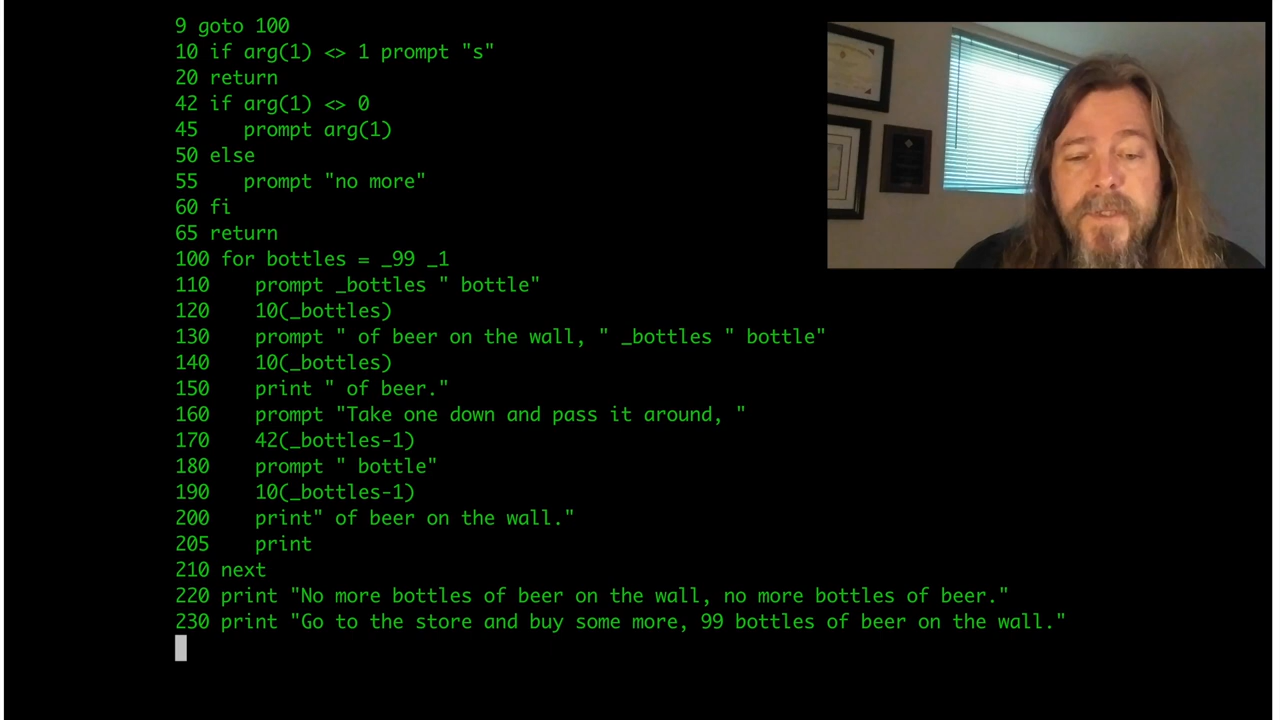 9 goto 100
10 if arg(1) <> 1 prompt "s"
20 return
42 if arg(1) <> 0
45    prompt arg(1)
50 else
55    prompt "no more"
60 fi
65 return
100 for bottles = _99 _1
110    prompt _bottles " bottle"
120    10(_bottles)
130    prompt " of beer on the wall, " _bottles " bottle"
140    10(_bottles)
150    print " of beer."
160    prompt "Take one down and pass it around, "
170    42(_bottles-1)
180    prompt " bottle"
190    10(_bottles-1)
200    print" of beer on the wall."
205    print
210 next
220 print "No more bottles of beer on the wall, no more bottles of beer."
230 print "Go to the store and buy some more, 99 bottles of beer on the wall."